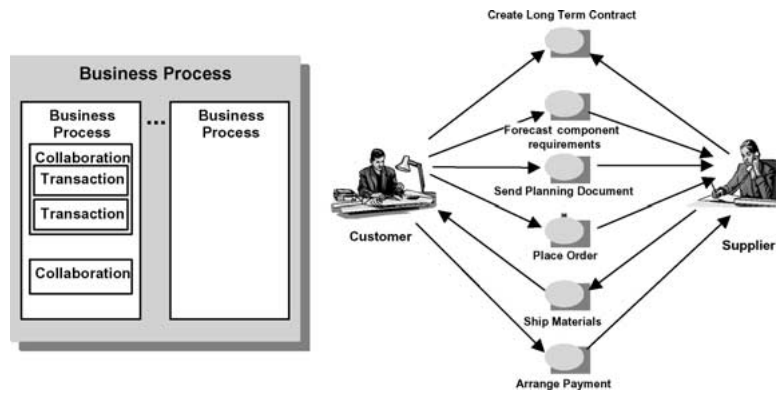 Business Process
Business
Process
...
Business
Process
Collaboration
Transaction
Transaction
Collaboration
Create Long Term Contract
Forecast component
requirements
Send Planning Document
Customer
Supplier
Place Order
Ship Materials
Arrange Payment